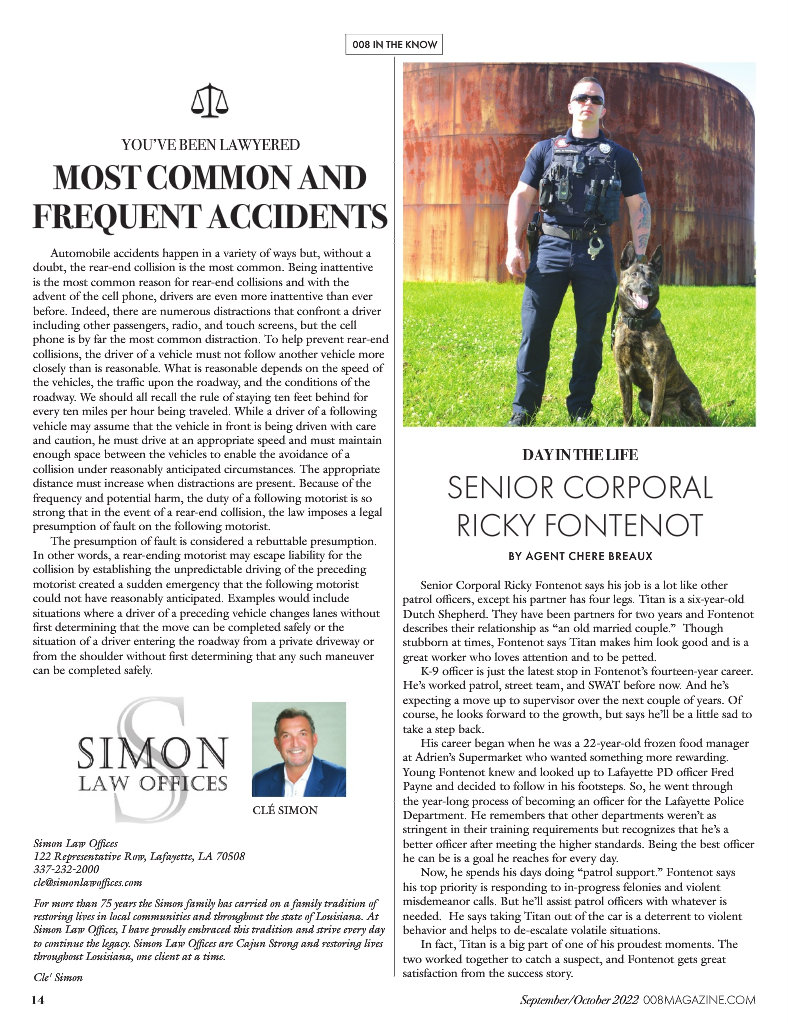 008 IN THE KNOW
YOU'VE BEEN LAWYERED
MOST COMMON AND
FREQUENT ACCIDENTS
Automobile accidents happen in a variety of ways but, without a
doubt, the rear-end collision is the most common. Being inattentive
is the most common reason for rear-end collisions and with the
advent of the cell phone, drivers are even more inattentive than ever
before. Indeed, there are numerous distractions that confront a driver
including other passengers, radio, and touch screens, but the cell
phone is by far the most common distraction. To help prevent rear-end
collisions, the driver of a vehicle must not follow another vehicle more
closely than is reasonable. What is reasonable depends on the speed of
the vehicles, the traffic upon the roadway, and the conditions of the
roadway. We should all recall the rule of staying ten feet behind for
every ten miles per hour being traveled. While a driver of a following
vehicle may assume that the vehicle in front is being driven with care
and caution, he must drive at an appropriate speed and must maintain
enough space between the vehicles to enable the avoidance of a
collision under reasonably anticipated circumstances. The appropriate
distance must increase when distractions are present. Because of the
frequency and potential harm, the duty of a following motorist is so
strong that in the event of a rear-end collision, the law imposes a legal
presumption of fault on the following motorist.
The presumption of fault is considered a rebuttable presumption.
In other words, a rear-ending motorist may escape liability for the
collision by establishing the unpredictable driving of the preceding
motorist created a sudden emergency that the following motorist
could not have reasonably anticipated. Examples would include
situations where a driver of a preceding vehicle changes lanes without
first determining that the move can be completed safely or the
situation of a driver entering the roadway from a private driveway or
from the shoulder without first determining that any such maneuver
can be completed safely.
S
SIMON
LAW OFFICES
CLÉ SIMON
Simon Law Offices
122 Representative Row, Lafayette, LA 70508
337-232-2000
cle@simonlawoffices.com
For more than 75 years the Simon family has carried on a family tradition of
restoring lives in local communities and throughout the state of Louisiana. At
Simon Law Offices, I have proudly embraced this tradition and strive every day
to continue the legacy. Simon Law Offices are Cajun Strong and restoring lives
throughout Louisiana, one client at a time.
Cle' Simon
DAY IN THE LIFE
SENIOR CORPORAL
RICKY FONTENOT
BY AGENT CHERE BREAUX
Senior Corporal Ricky Fontenot says his job is a lot like other
patrol officers, except his partner has four legs. Titan is a six-year-old
Dutch Shepherd. They have been partners for two years and Fontenot
describes their relationship as “an old married couple.” Though
stubborn at times, Fontenot says Titan makes him look good and is a
great worker who loves attention and to be petted.
K-9 officer is just the latest stop in Fontenot's fourteen-year career.
He's worked patrol, street team, and SWAT before now. And he's
expecting a move up to supervisor over the next couple of years. Of
course, he looks forward to the growth, but says he'll be a little sad to
take a step back.
His career began when he was a 22-year-old frozen food manager
at Adrien's Supermarket who wanted something more rewarding.
Young Fontenot knew and looked up to Lafayette PD officer Fred
Payne and decided to follow in his footsteps. So, he went through
the year-long process of becoming an officer for the Lafayette Police
Department. He remembers that other departments weren't as
stringent in their training requirements but recognizes that he's a
better officer after meeting the higher standards. Being the best officer
he can be is a goal he reaches for every day.
Now, he spends his days doing “patrol support.” Fontenot says
his top priority is responding to in-progress felonies and violent
misdemeanor calls. But he'll assist patrol officers with whatever is
needed. He says taking Titan out of the car is a deterrent to violent
behavior and helps to de-escalate volatile situations.
In fact, Titan is a big part of one of his proudest moments. The
two worked together to catch a suspect, and Fontenot gets great
satisfaction from the success story.
14
September/October 2022 008MAGAZINE.COM